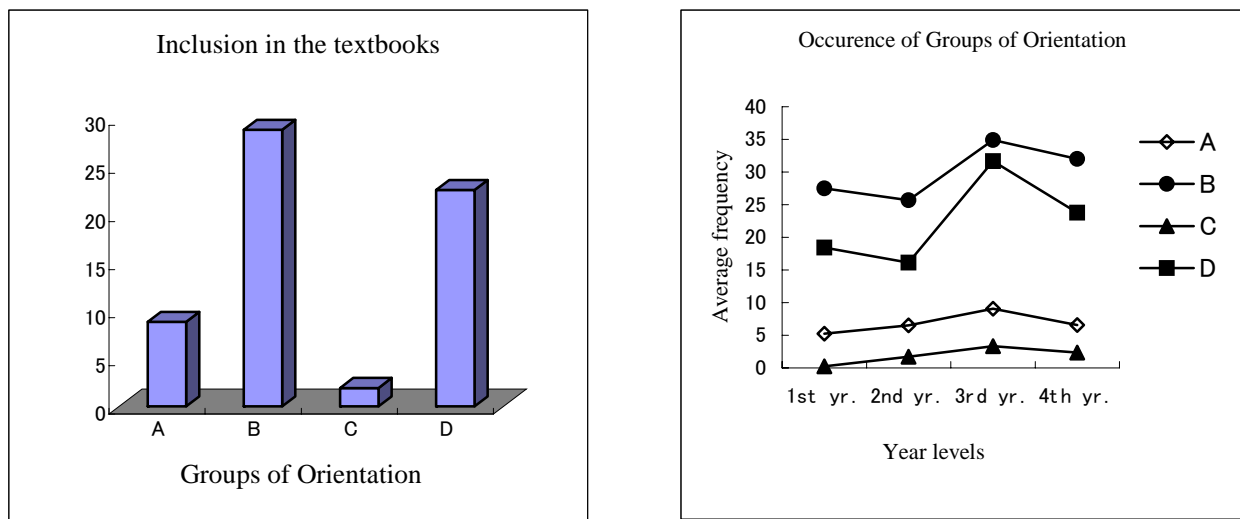 Inclusion in the textbooks
30
25
20
15
10
5
0
A B C D
Groups of Orientation
Occurence of Groups of Orientation
Average frequency
40
35
30
25
20
15
10
5
0
1st yr. 2nd yr. 3rd yr. 4th yr.
Year levels
A
B
C
D